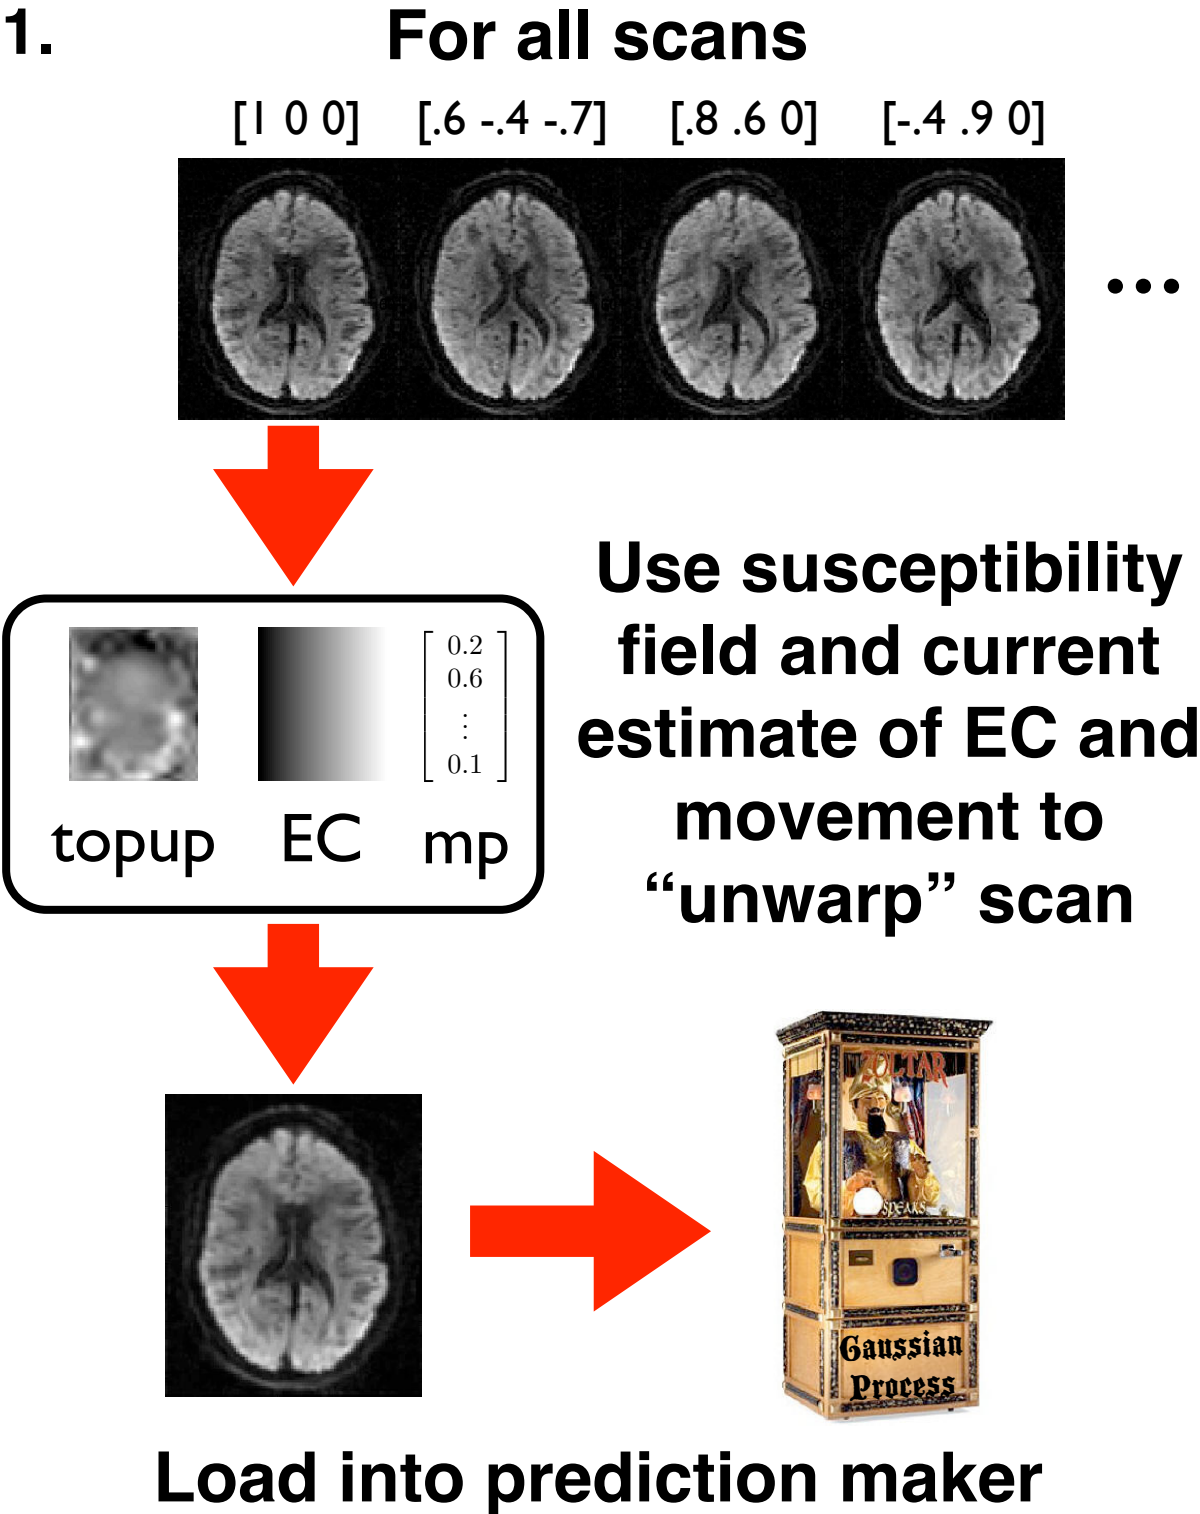 1.
For all scans
[1 0 0] [.6 -.4 -.7] [.8 .6 0] [-.4 .9 0]
...
Use susceptibility
field and current
estimate of EC and
movement to
“unwarp” scan
0.2
0.6
⋮
0.1
topup EC mp
ZOLTAR
SPEAKS
Gaussian
Process
Load into prediction maker